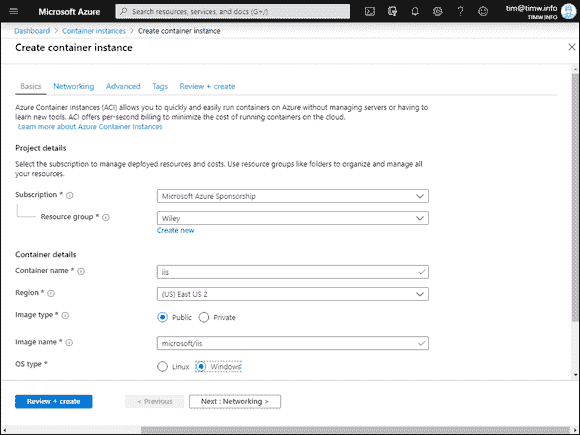 Microsoft Azure
Search resources, services, and docs (G+/)
tim@timw.info
TIMW.INFO
Dashboard > Container instances > Create container instance
Create container instance
Basics Networking Advanced Tags Review + create
Azure Container Instances (ACI) allows you to quickly and easily run containers on Azure without managing servers or having to
learn new tools. ACI offers per-second billing to minimize the cost of running containers on the cloud.
Learn more about Azure Container Instances
Project details
Select the subscription to manage deployed resources and costs. Use resource groups like folders to organize and manage all
your resources.
Subscription * Microsoft Azure Sponsorship
Resource group * Wiley
Create new
Container details
Container name * iis
Region * (US) East US 2
Image type * Public Private
Image name * microsoft/iis
OS type * Linux Windows
Review + create < Previous Next : Networking >